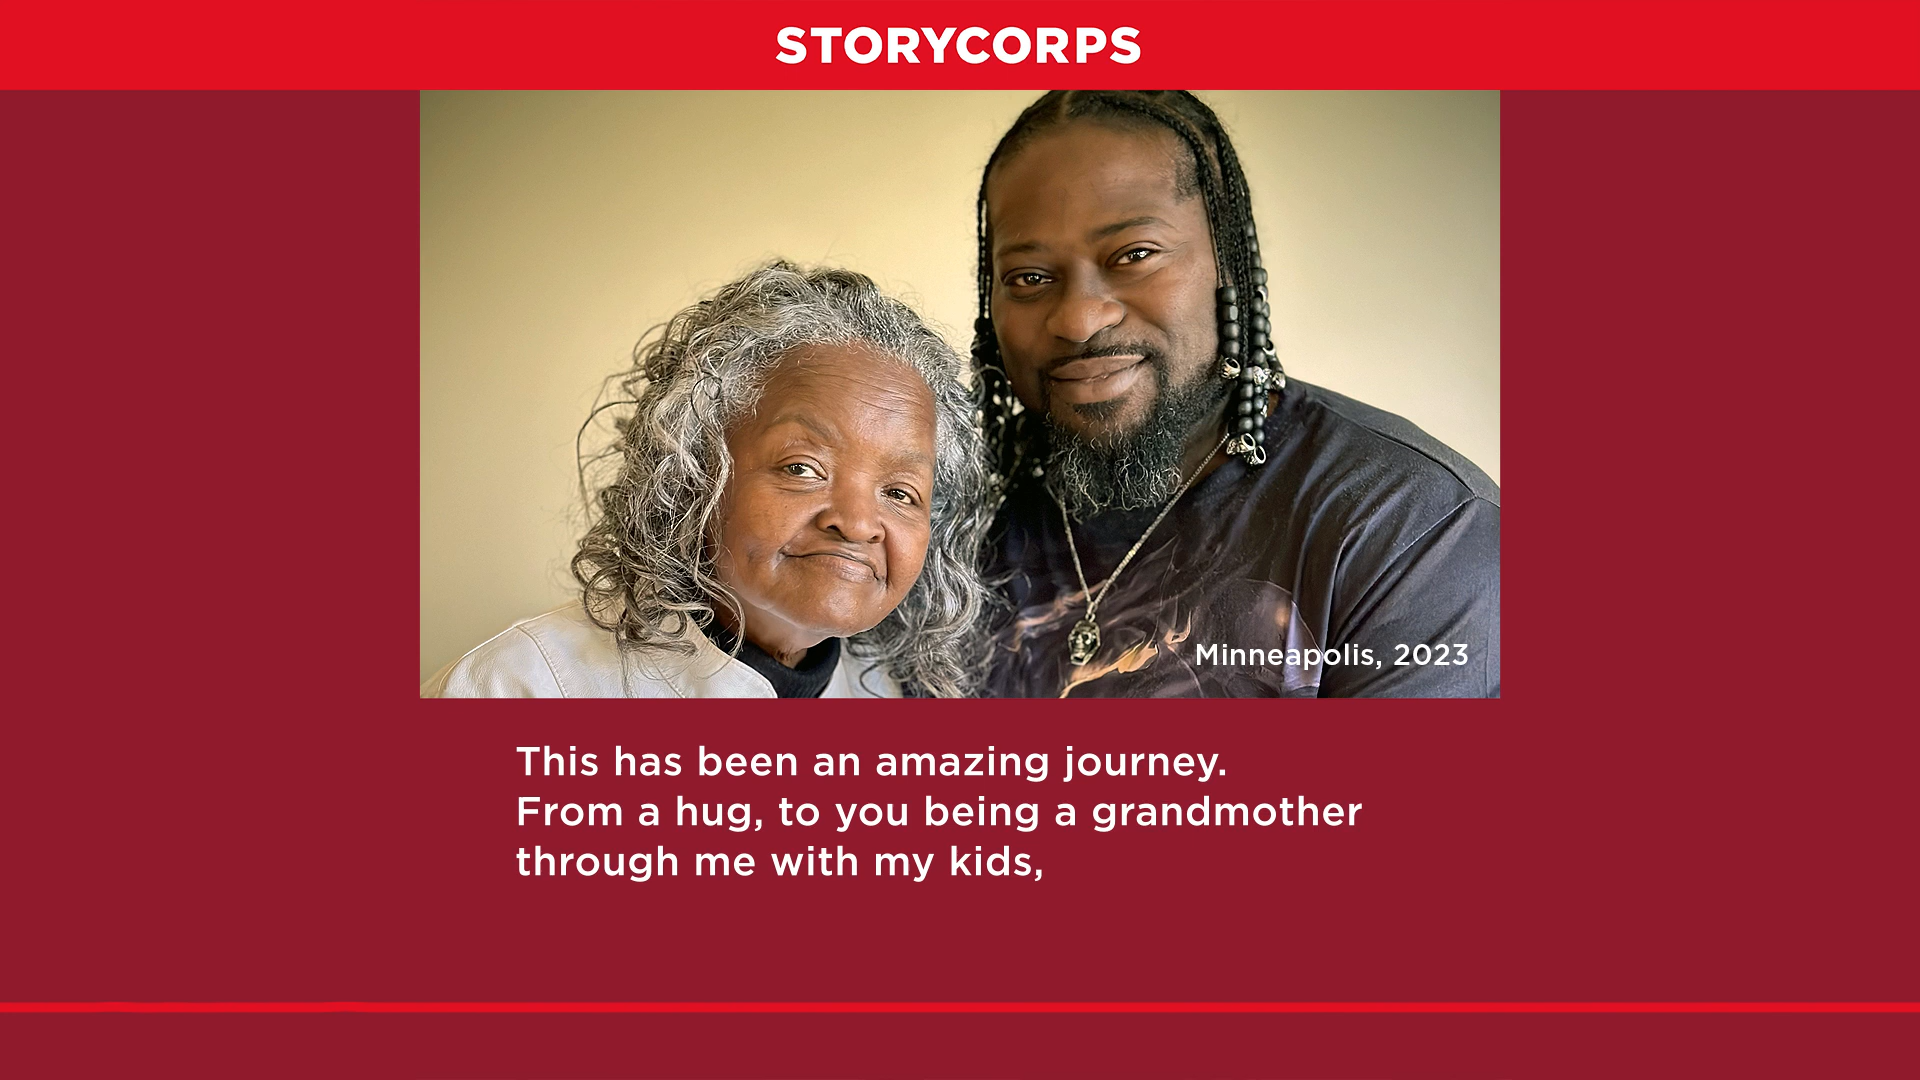 STORYCORPS
Minneapolis, 2023
This has been an amazing journey.
From a hug, to you being a grandmother
through me with my kids,